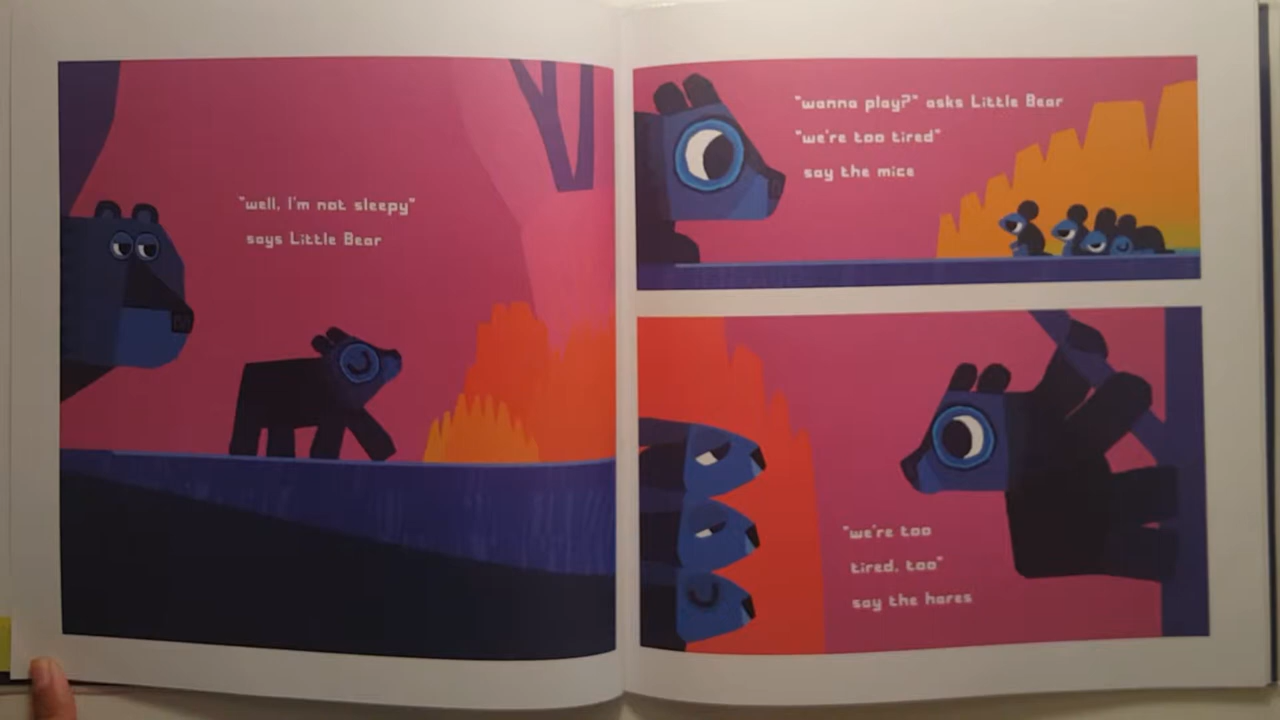 "well, I'm not sleepy"
says Little Bear
"wanna play?" asks Little Bear
"we're too tired"
say the mice
"we're too
tired, too"
say the hares